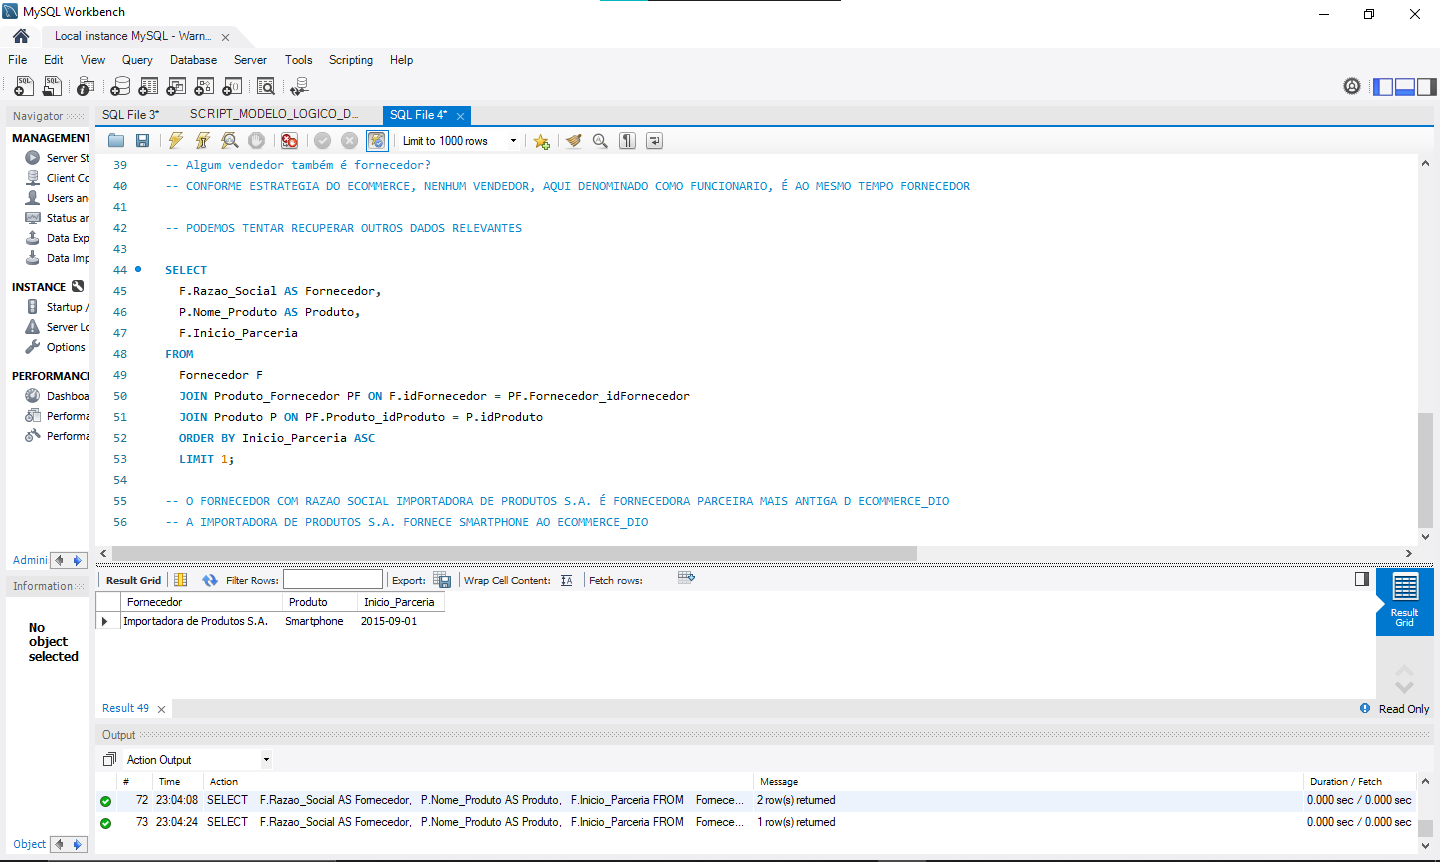 MySQL Workbench
Local instance MySQL - Warn...
File Edit View Query Database Server Tools Scripting Help
Navigator
MANAGEMENT
Server St
Client Co
Users an
Status ar
Data Exp
Data Imp
INSTANCE
Startup /
Server Lo
Options
PERFORMANC
Dashboa
Performa
Performa
Admini
Information
No
object
selected
Object
SQL File 3* SCRIPT_MODELO_LOGICO_D... SQL File 4*
Limit to 1000 rows
39 -- Algum vendedor também é fornecedor?
40 -- CONFORME ESTRATEGIA DO ECOMMERCE, NENHUM VENDEDOR, AQUI DENOMINADO COMO FUNCIONARIO, É AO MESMO TEMPO FORNECEDOR
41
42 -- PODEMOS TENTAR RECUPERAR OUTROS DADOS RELEVANTES
43
44 SELECT
45 F.Razao_Social AS Fornecedor,
46 P.Nome_Produto AS Produto,
47 F.Inicio_Parceria
48 FROM
49 Fornecedor F
50 JOIN Produto_Fornecedor PF ON F.idFornecedor = PF.Fornecedor_idFornecedor
51 JOIN Produto P ON PF.Produto_idProduto = P.idProduto
52 ORDER BY Inicio_Parceria ASC
53 LIMIT 1;
54
55 -- O FORNECEDOR COM RAZAO SOCIAL IMPORTADORA DE PRODUTOS S.A. É FORNECEDORA PARCEIRA MAIS ANTIGA D ECOMMERCE_DIO
56 -- A IMPORTADORA DE PRODUTOS S.A. FORNECE SMARTPHONE AO ECOMMERCE_DIO
Result Grid Filter Rows: Export: Wrap Cell Content: Fetch rows:
Fornecedor Produto Inicio_Parceria
Importadora de Produtos S.A. Smartphone 2015-09-01
Result
Grid
Result 49
Read Only
Output
Action Output
# Time Action Message Duration / Fetch
72 23:04:08 SELECT F.Razao_Social AS Fornecedor, P.Nome_Produto AS Produto, F.Inicio_Parceria FROM Fornece... 2 row(s) returned 0.000 sec / 0.000 sec
73 23:04:24 SELECT F.Razao_Social AS Fornecedor, P.Nome_Produto AS Produto, F.Inicio_Parceria FROM Fornece... 1 row(s) returned 0.000 sec / 0.000 sec